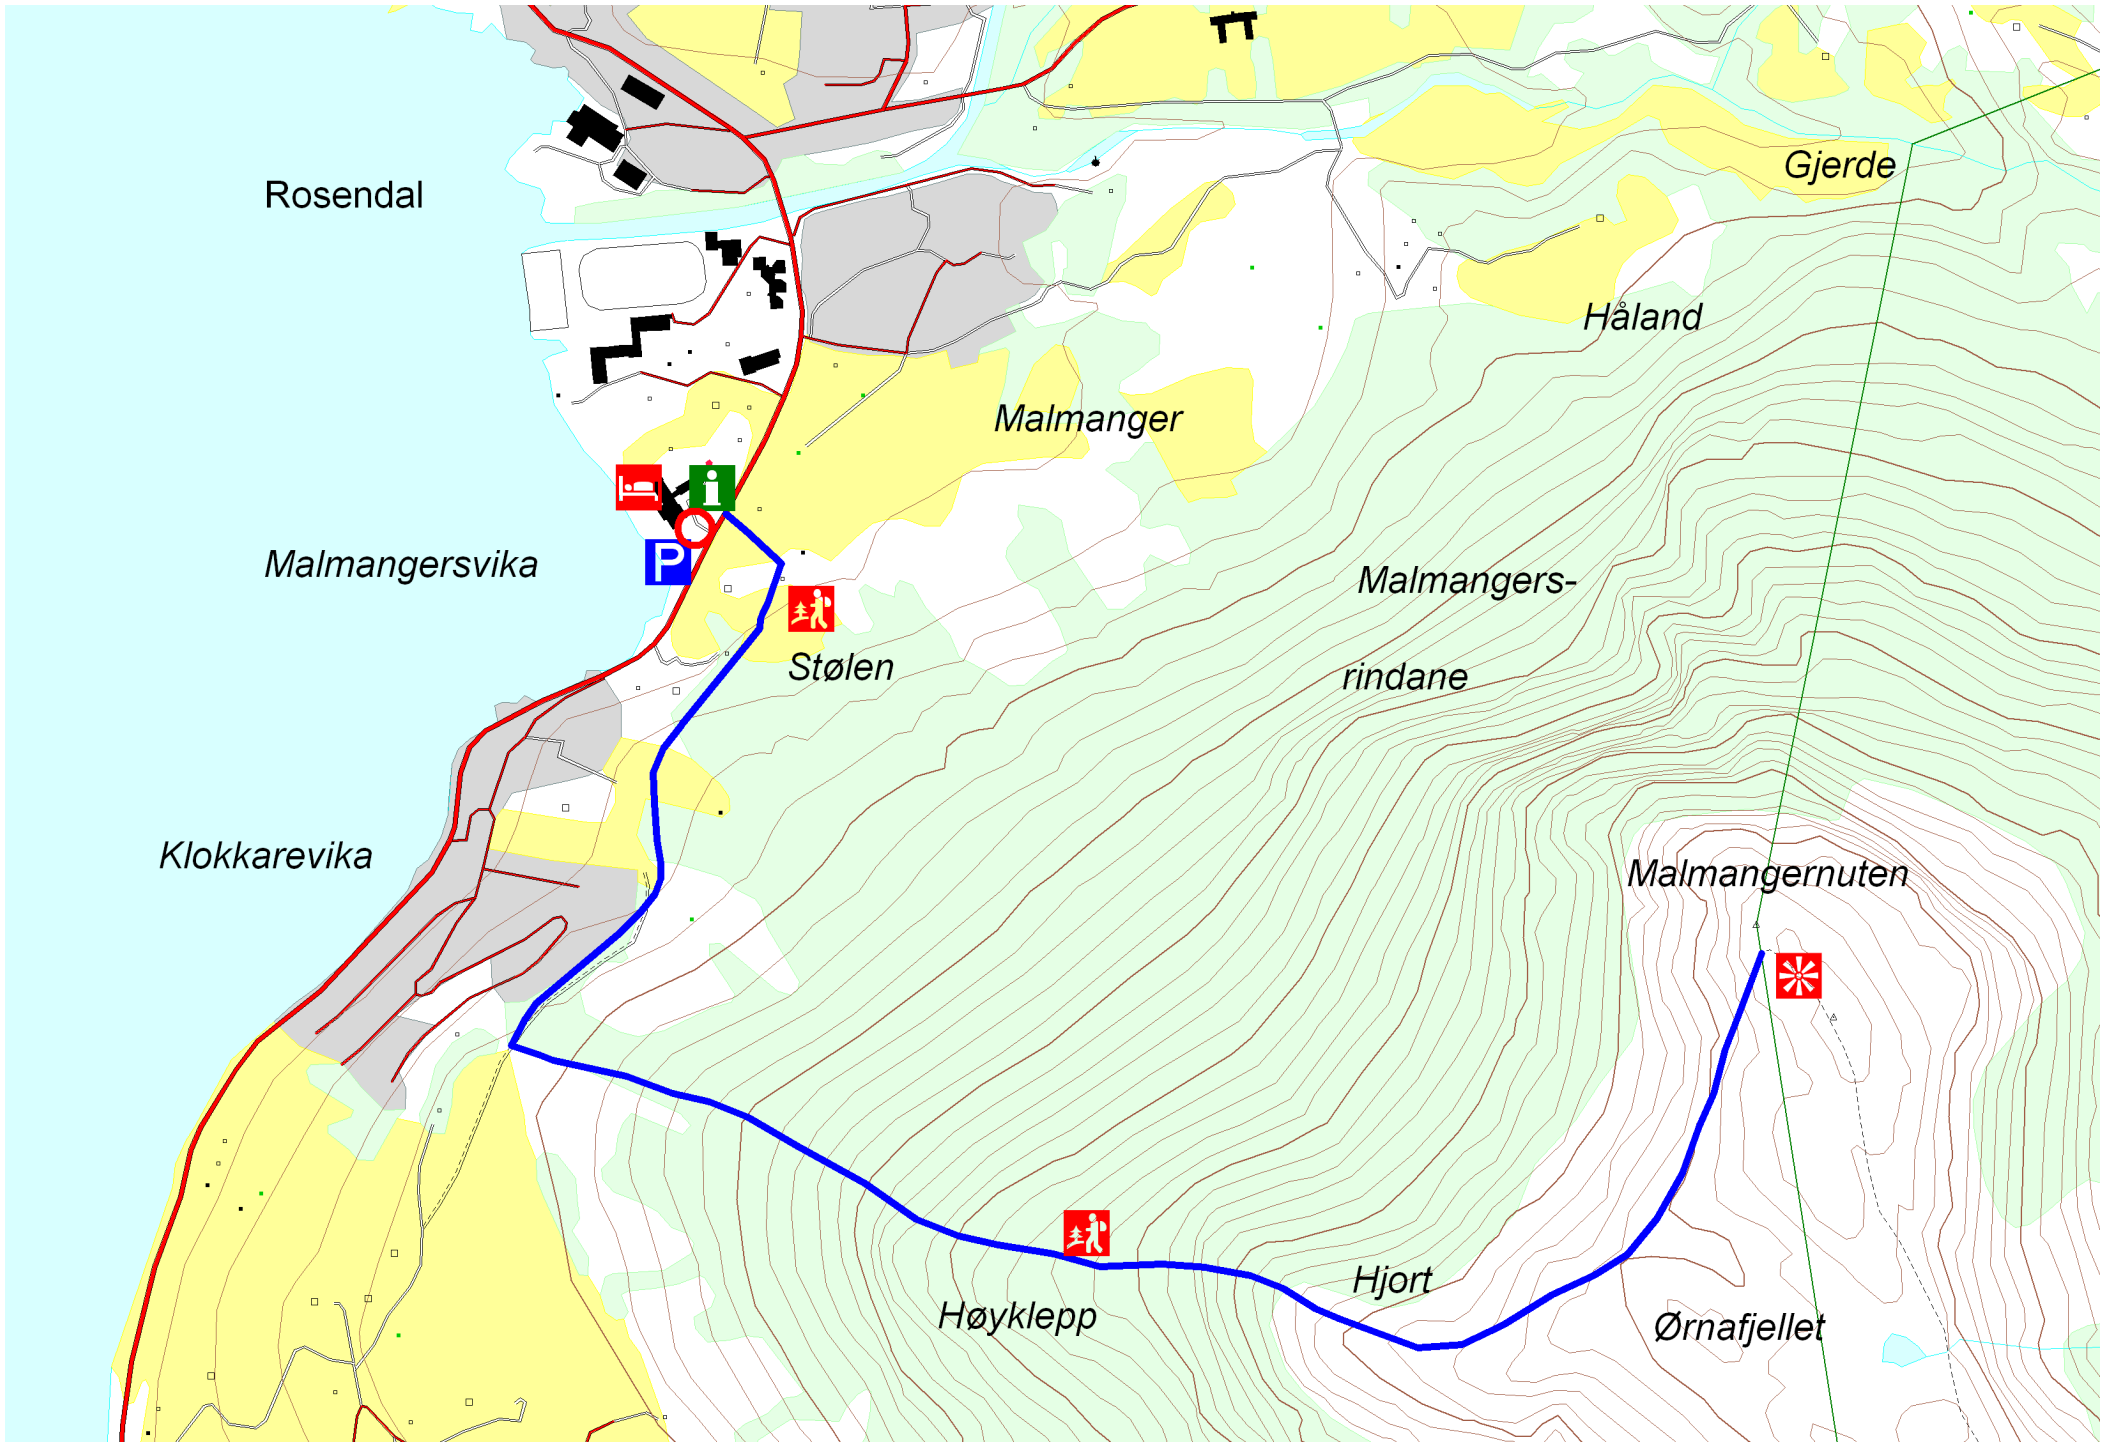 Gjerde
Rosendal
Håland
Malmanger
i
P
Malmangersvika
Malmangers-
Stølen
rindane
Klokkarevika
Malmangernuten
Hjort
Høyklepp
Ørnafjellet